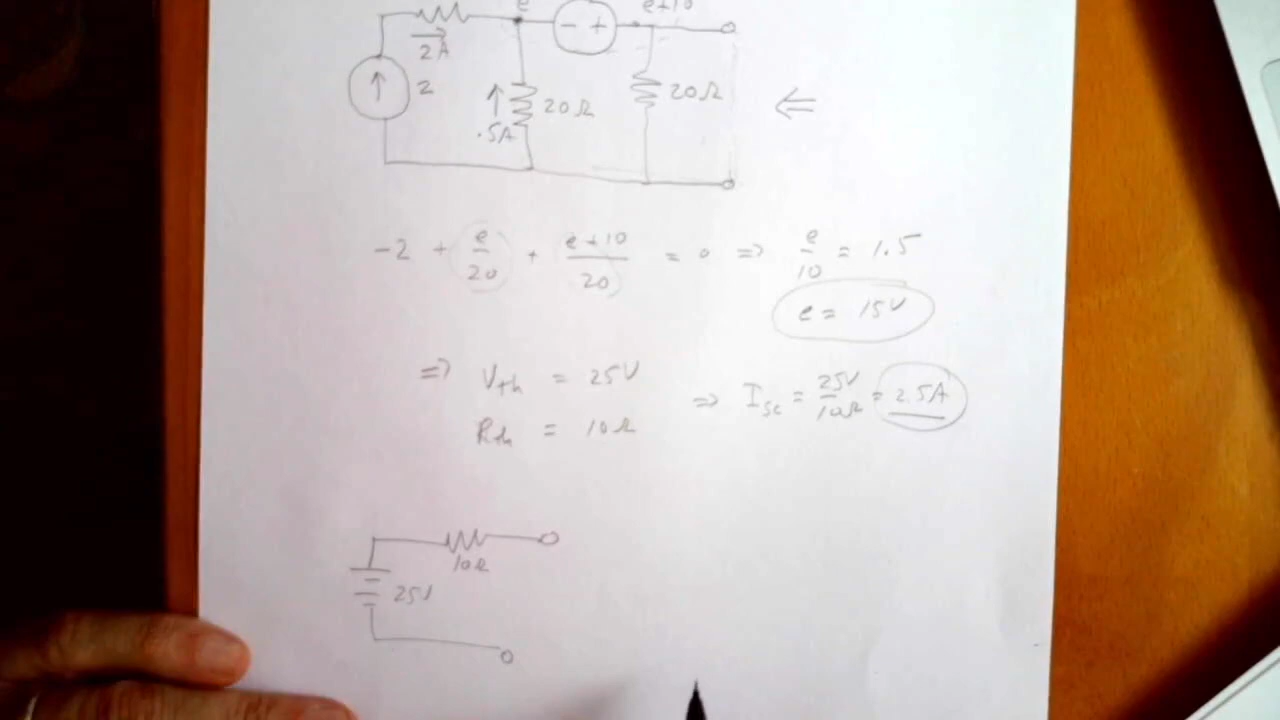 e e+10
2A
- +
2 20Ω 20Ω
.5A
-2 + e/20 + e+10/20 = 0 => e/10 = 1.5
e = 15V
=> Vth = 25V => Isc = 25V/10Ω = 2.5A
Rth = 10Ω
10Ω
25V